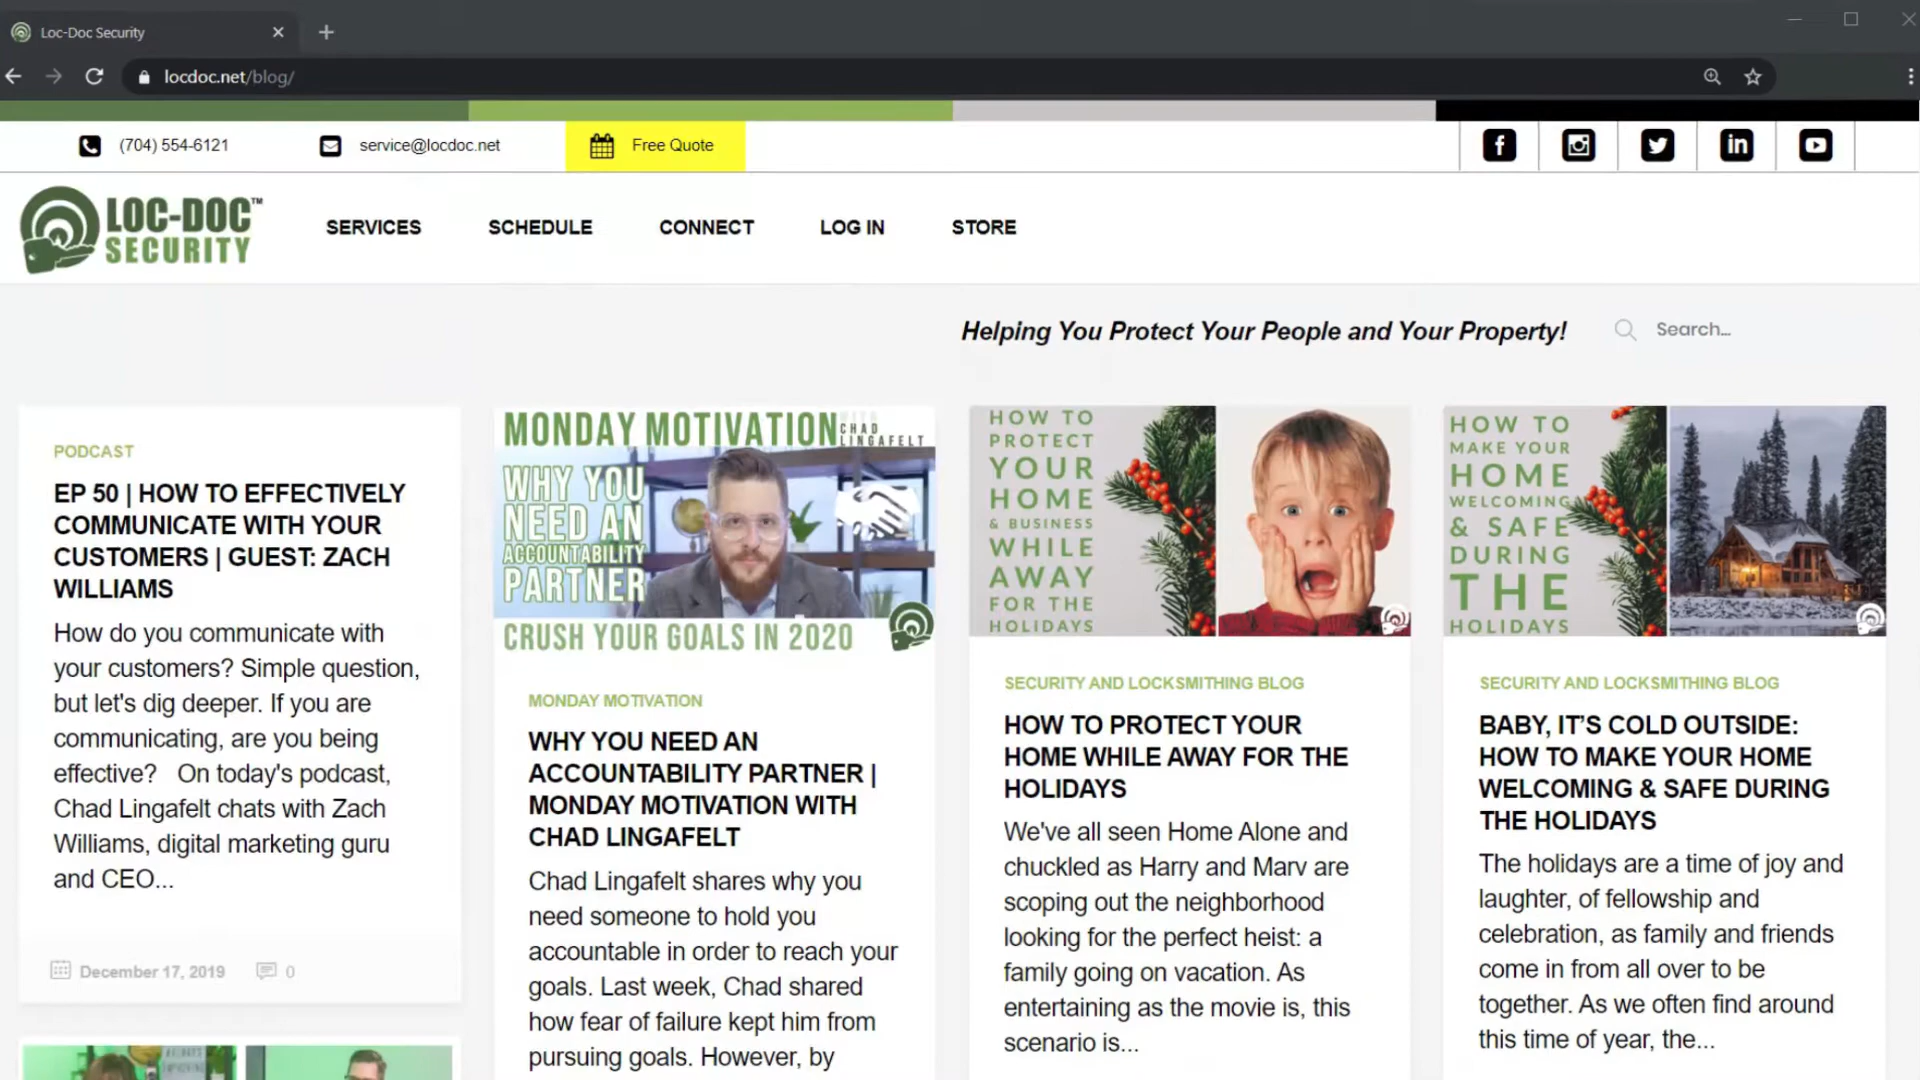 Loc-Doc Security
locdoc.net/blog/
(704) 554-6121
service@locdoc.net
Free Quote
LOC-DOC™
SECURITY
SERVICES
SCHEDULE
CONNECT
LOG IN
STORE
Helping You Protect Your People and Your Property!
Search...
PODCAST
EP 50 | HOW TO EFFECTIVELY
COMMUNICATE WITH YOUR
CUSTOMERS | GUEST: ZACH
WILLIAMS
How do you communicate with
your customers? Simple question,
but let's dig deeper. If you are
communicating, are you being
effective?   On today's podcast,
Chad Lingafelt chats with Zach
Williams, digital marketing guru
and CEO...
December 17, 2019
0
MONDAY MOTIVATION WITH
CHAD
LINGAFELT
WHY YOU
NEED AN
ACCOUNTABILITY
PARTNER
CRUSH YOUR GOALS IN 2020
MONDAY MOTIVATION
WHY YOU NEED AN
ACCOUNTABILITY PARTNER |
MONDAY MOTIVATION WITH
CHAD LINGAFELT
Chad Lingafelt shares why you
need someone to hold you
accountable in order to reach your
goals. Last week, Chad shared
how fear of failure kept him from
pursuing goals. However, by
HOW TO
PROTECT
YOUR
HOME
& BUSINESS
WHILE
AWAY
FOR THE
HOLIDAYS
SECURITY AND LOCKSMITHING BLOG
HOW TO PROTECT YOUR
HOME WHILE AWAY FOR THE
HOLIDAYS
We've all seen Home Alone and
chuckled as Harry and Marv are
scoping out the neighborhood
looking for the perfect heist: a
family going on vacation. As
entertaining as the movie is, this
scenario is...
HOW TO
MAKE YOUR
HOME
WELCOMING
& SAFE
DURING
THE
HOLIDAYS
SECURITY AND LOCKSMITHING BLOG
BABY, IT’S COLD OUTSIDE:
HOW TO MAKE YOUR HOME
WELCOMING & SAFE DURING
THE HOLIDAYS
The holidays are a time of joy and
laughter, of fellowship and
celebration, as family and friends
come in from all over to be
together. As we often find around
this time of year, the...